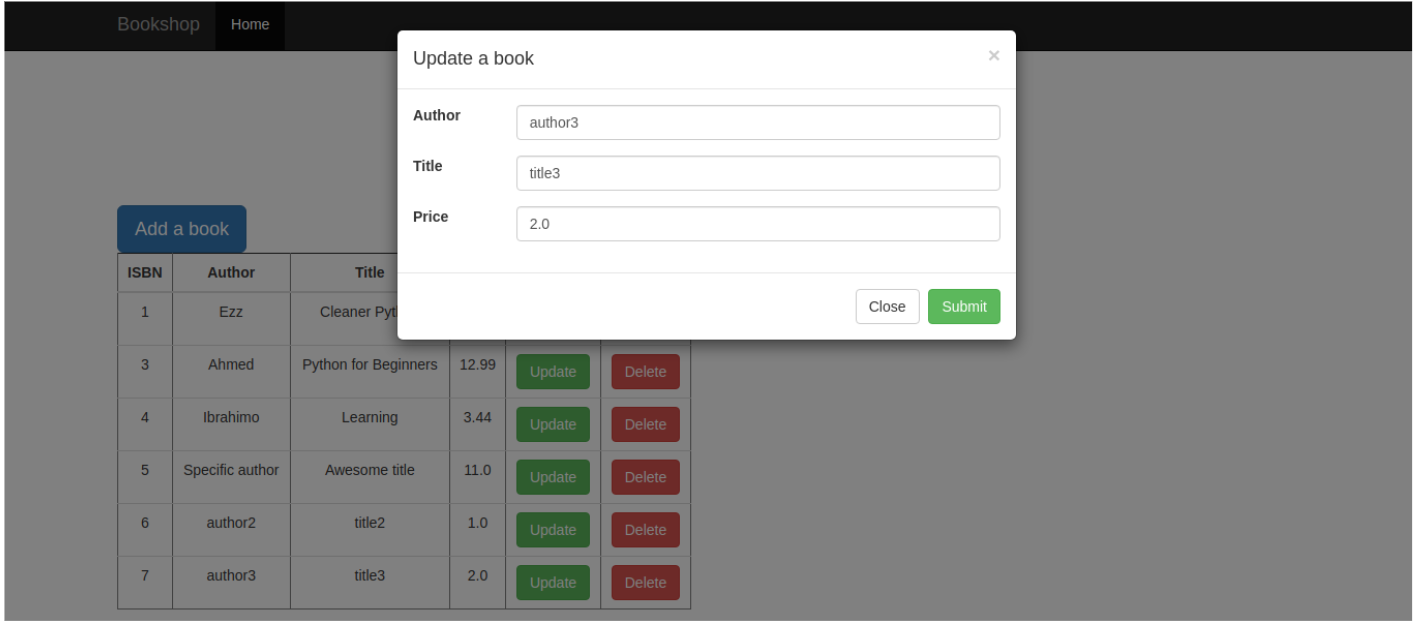 Bookshop Home
Update a book ×
Author author3
Title title3
Price 2.0
Close Submit
Add a book
ISBN Author Title
1 Ezz Cleaner
3 Ahmed Python for Beginners 12.99 Update Delete
4 Ibrahimo Learning 3.44 Update Delete
5 Specific author Awesome title 11.0 Update Delete
6 author2 title2 1.0 Update Delete
7 author3 title3 2.0 Update Delete